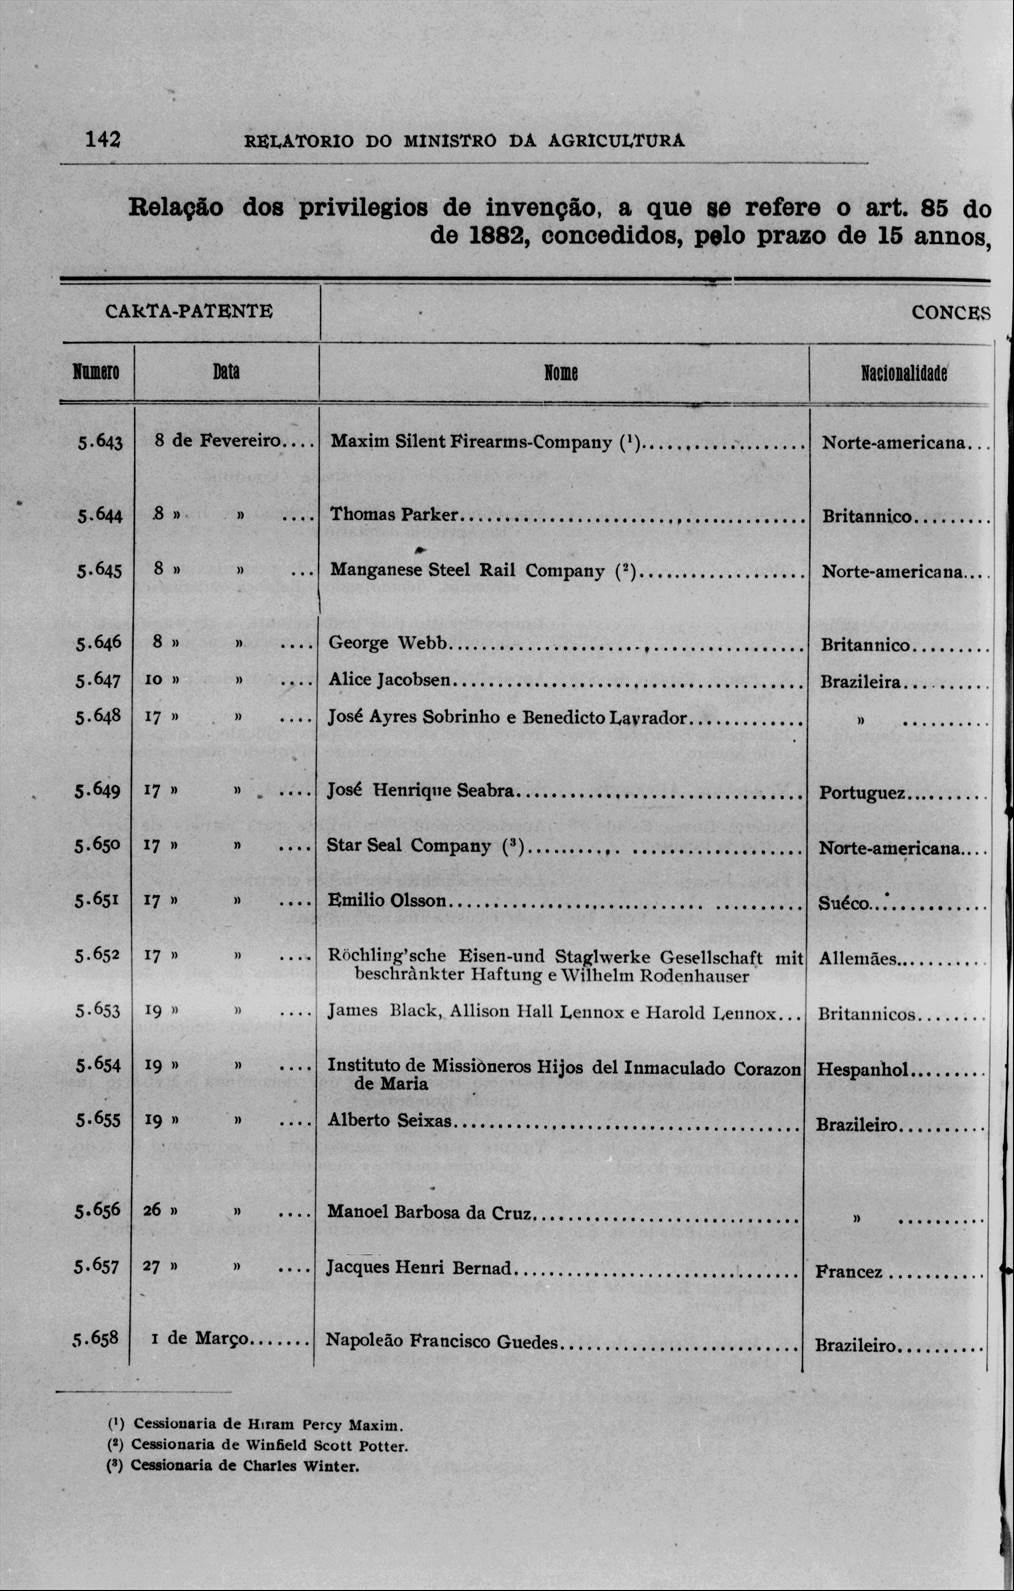 142 RELATORIO DO MINISTRO DA AGRICULTURA
Relação dos privilegios de invenção, a que se refere o art. 85 do
de 1882, concedidos, pelo prazo de 15 annos,
CARTA-PATENTE CONCES
Numero Data Nome Nacionalidade
5.643 8 de Fevereiro.... Maxim Silent Firearms-Company (¹).................... Norte-americana...
5.644 8 » » .... Thomas Parker....................................... Britannico.........
5.645 8 » » ... Manganese Steel Rail Company (²)................... Norte-americana....
5.646 8 » » .... George Webb........................................ Britannico.........
5.647 10 » » .... Alice Jacobsen........................................ Brazileira..........
5.648 17 » » .... José Ayres Sobrinho e Benedicto Lavrador............. » ..........
5.649 17 » » .... José Henrique Seabra................................. Portuguez..........
5.650 17 » » .... Star Seal Company (³)............................... Norte-americana....
5.651 17 » » .... Emilio Olsson........................................ Suéco..............
5.652 17 » » .... Röchling'sche Eisen-und Staglwerke Gesellschaft mit Allemães...........
beschrànkter Haftung e Wilhelm Rodenhauser
5.653 19 » » .... James Black, Allison Hall Lennox e Harold Lennox... Britannicos........
5.654 19 » » .... Instituto de Missioneros Hijos del Inmaculado Corazon Hespanhol.........
de Maria
5.655 19 » » .... Alberto Seixas........................................ Brazileiro..........
5.656 26 » » .... Manoel Barbosa da Cruz.............................. » ..........
5.657 27 » » .... Jacques Henri Bernad................................ Francez ...........
5.658 1 de Março....... Napoleão Francisco Guedes........................... Brazileiro..........
(¹) Cessionaria de Hiram Percy Maxim.
(²) Cessionaria de Winfield Scott Potter.
(³) Cessionaria de Charles Winter.